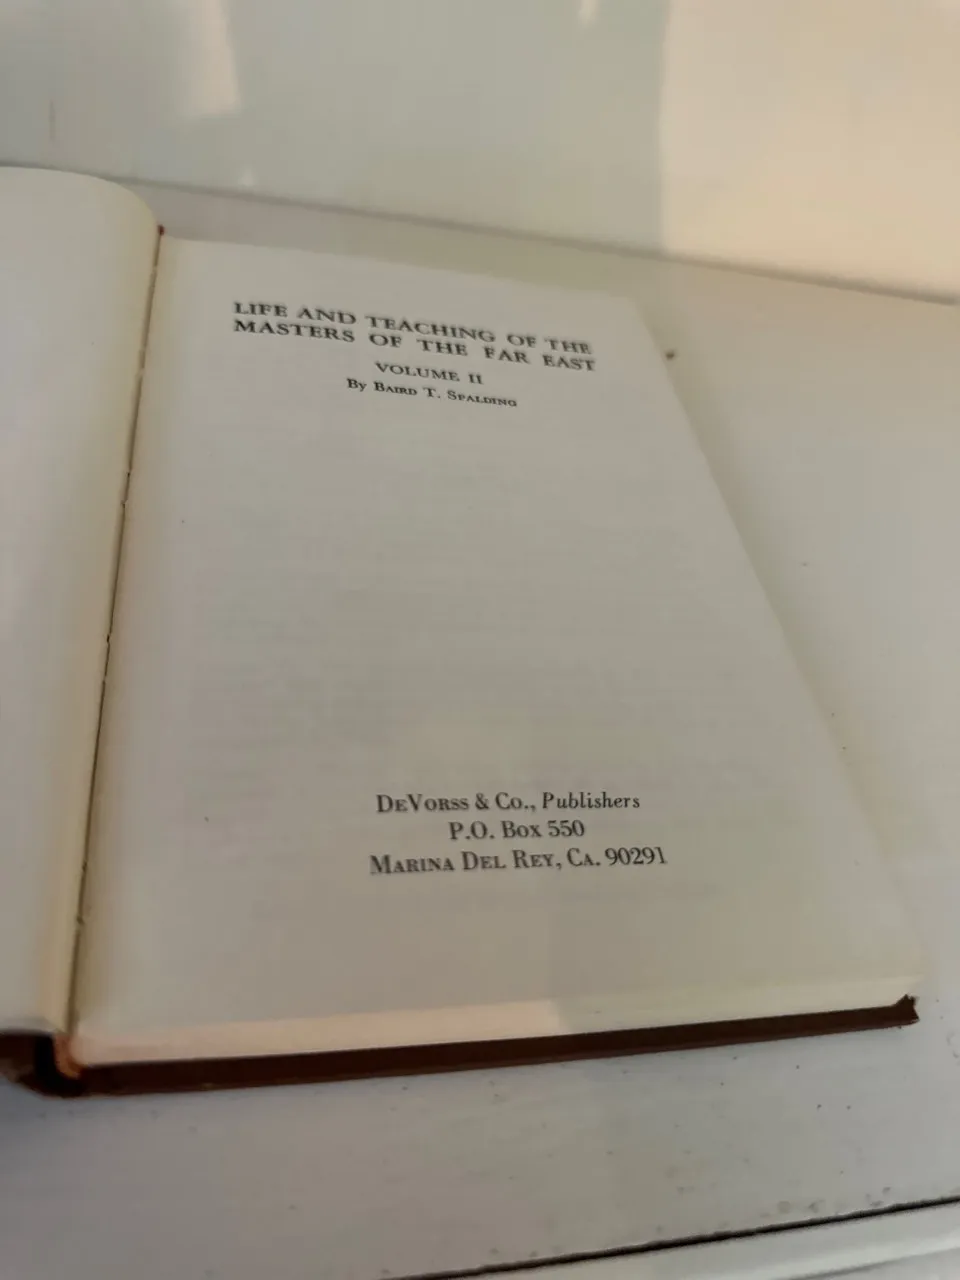 LIFE AND TEACHING OF THE
MASTERS OF THE FAR EAST
VOLUME II
By BAIRD T. SPALDING
DEVORSS & CO., Publishers
P.O. BOX 550
MARINA DEL REY, CA. 90291